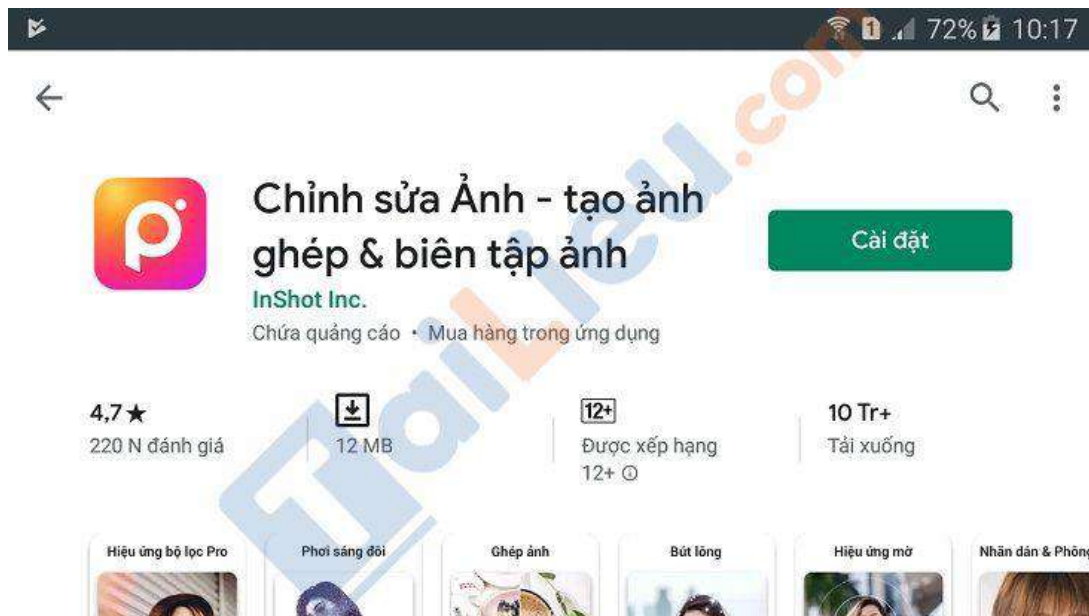 1 72% 10:17
Chỉnh sửa Ảnh - tạo ảnh
ghép & biên tập ảnh
Cài đặt
InShot Inc.
Chứa quảng cáo • Mua hàng trong ứng dụng
4,7★
12+
10 Tr+
220 N đánh giá
12 MB
Được xếp hạng
Tải xuống
12+
Hiệu ứng bộ lọc Pro
Phơi sáng đôi
Ghép ảnh
Bút lông
Hiệu ứng mờ
Nhãn dán & Phông
TaiLieu.com